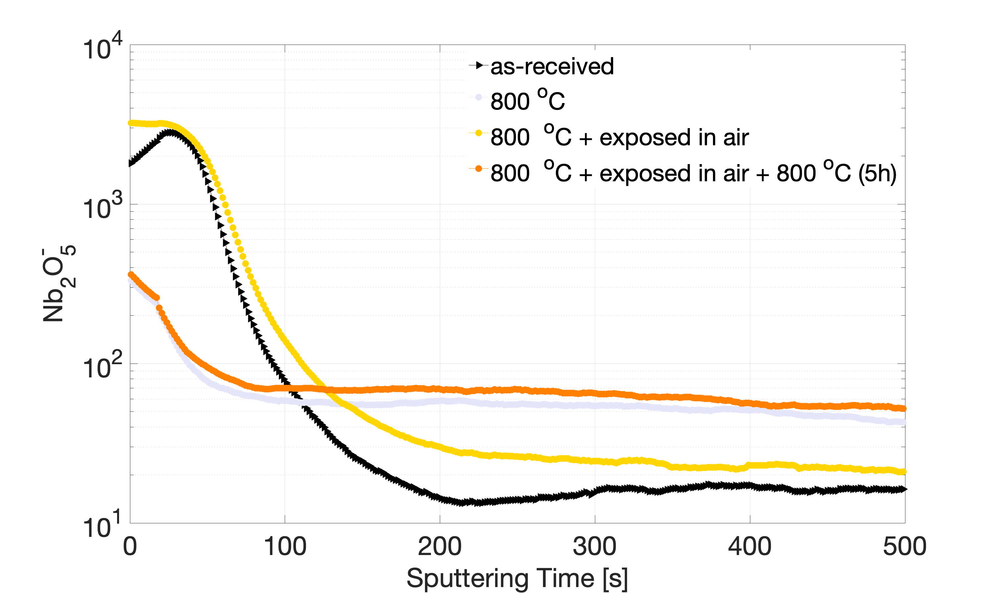 10^4
as-received
800 °C
800 °C + exposed in air
800 °C + exposed in air + 800 °C (5h)
10^3
Nb_2O_5^-
10^2
10^1
0 100 200 300 400 500
Sputtering Time [s]